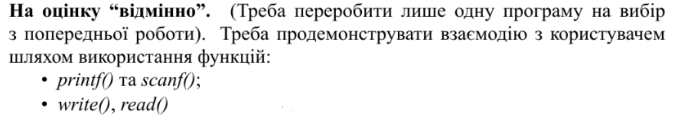 На оцінку “відмінно”. (Треба переробити лише одну програму на вибір
з попередньої роботи). Треба продемонструвати взаємодію з користувачем
шляхом використання функцій:
• printf() та scanf();
• write(), read()